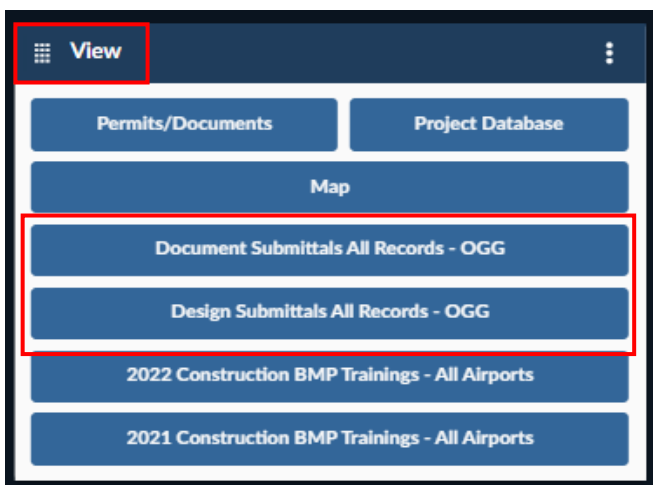 View
Permits/Documents
Project Database
Map
Document Submittals All Records - OGG
Design Submittals All Records - OGG
2022 Construction BMP Trainings - All Airports
2021 Construction BMP Trainings - All Airports